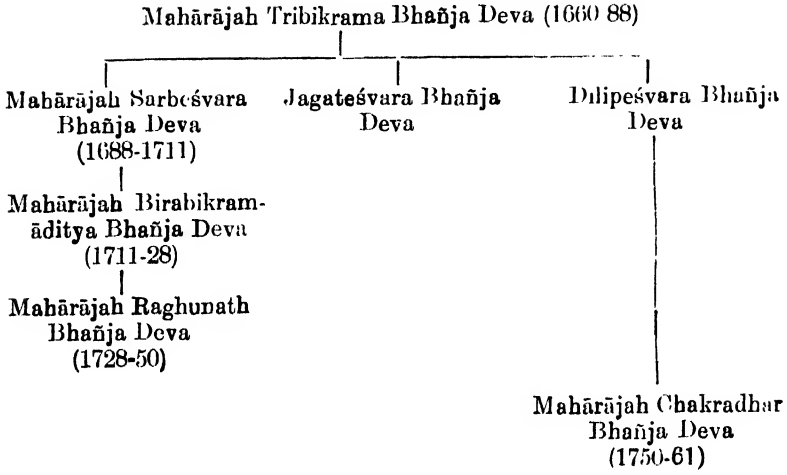 Mahārājah Tribikrama Bhañja Deva (1660 88)
Mahārājah Sarbeśvara
Bhañja Deva
(1688-1711)
Jagateśvara Bhañja
Deva
Dilipeśvara Bhañja
Deva
Mahārājah Birabikram-
āditya Bhañja Deva
(1711-28)
Mahārājah Raghunath
Bhañja Deva
(1728-50)
Mahārājah Chakradhar
Bhañja Deva
(1750-61)